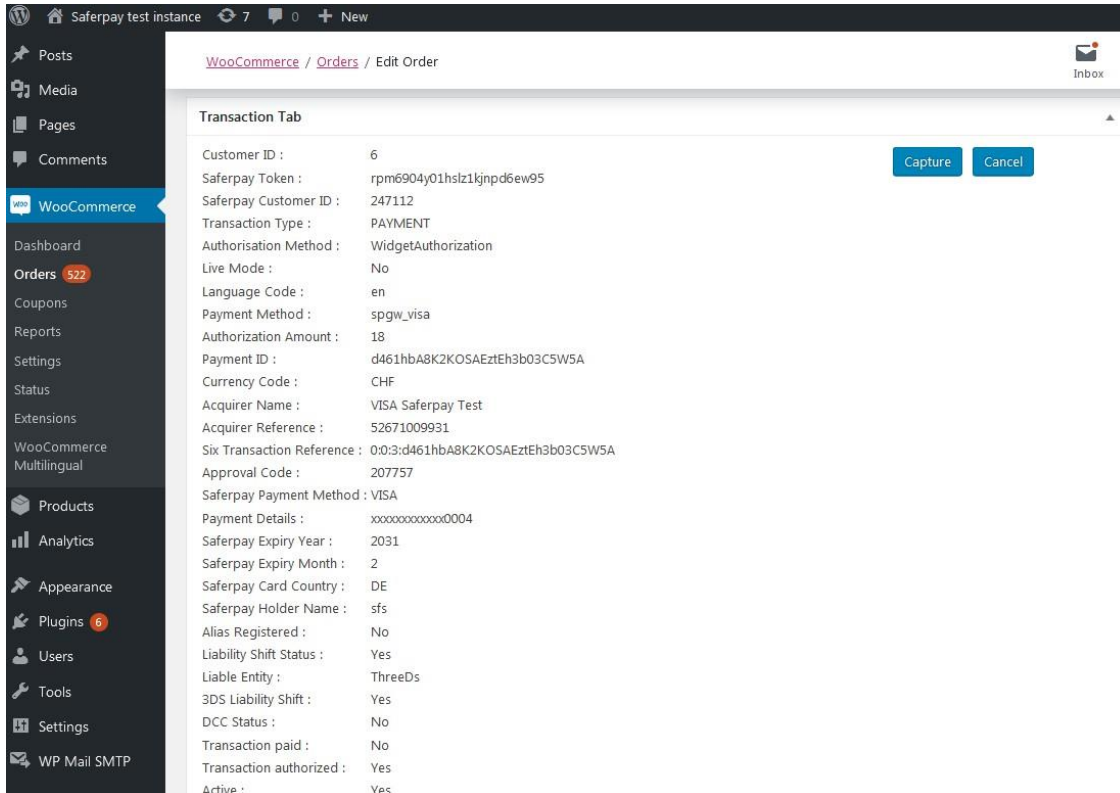 Saferpay test instance 7 0 + New
Posts
Media
Pages
Comments
WOO WooCommerce
Dashboard
Orders 522
Coupons
Reports
Settings
Status
Extensions
WooCommerce
Multilingual
Products
Analytics
Appearance
Plugins 6
Users
Tools
Settings
WP Mail SMTP
WooCommerce / Orders / Edit Order
Inbox
Transaction Tab
Capture Cancel
Customer ID : 6
Saferpay Token : rpm6904y01hslz1kjnpd6ew95
Saferpay Customer ID : 247112
Transaction Type : PAYMENT
Authorisation Method : WidgetAuthorization
Live Mode : No
Language Code : en
Payment Method : spgw_visa
Authorization Amount : 18
Payment ID : d461hbA8K2KOSAEztEh3b03C5W5A
Currency Code : CHF
Acquirer Name : VISA Saferpay Test
Acquirer Reference : 52671009931
Six Transaction Reference : 0:0:3:d461hbA8K2KOSAEztEh3b03C5W5A
Approval Code : 207757
Saferpay Payment Method : VISA
Payment Details : xxxxxxxxxxxx0004
Saferpay Expiry Year : 2031
Saferpay Expiry Month : 2
Saferpay Card Country : DE
Saferpay Holder Name : sfs
Alias Registered : No
Liability Shift Status : Yes
Liable Entity : ThreeDs
3DS Liability Shift : Yes
DCC Status : No
Transaction paid : No
Transaction authorized : Yes
Active : Yes